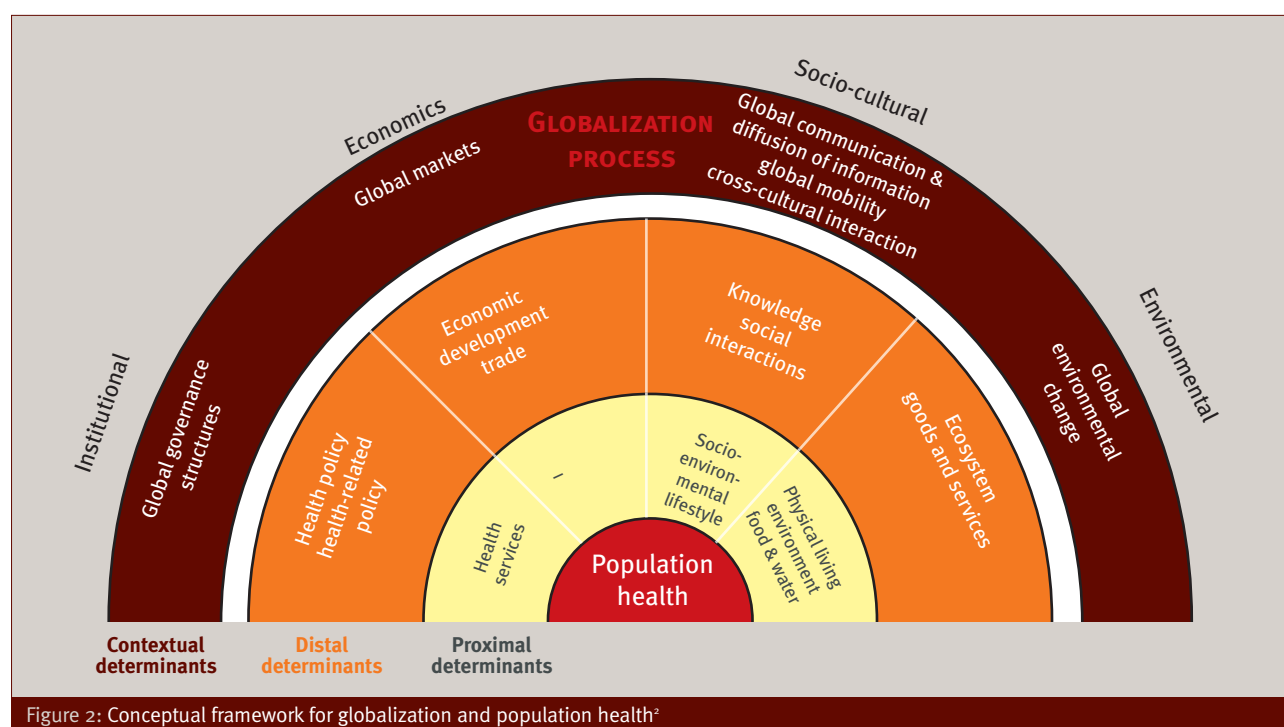 Institutional
Economics
Socio-cultural
Environmental
GLOBALIZATION
PROCESS
Global governance
structures
Global markets
Global communication &
diffusion of information
global mobility
cross-cultural interaction
Global
environmental
change
Health policy
health-related
policy
Economic
development
trade
Knowledge
social
interactions
Ecosystem
goods and services
Health
services
–
Socio-
environ-
mental
lifestyle
Physical living
environment
food & water
Population
health
Contextual
determinants
Distal
determinants
Proximal
determinants
Figure 2: Conceptual framework for globalization and population health²